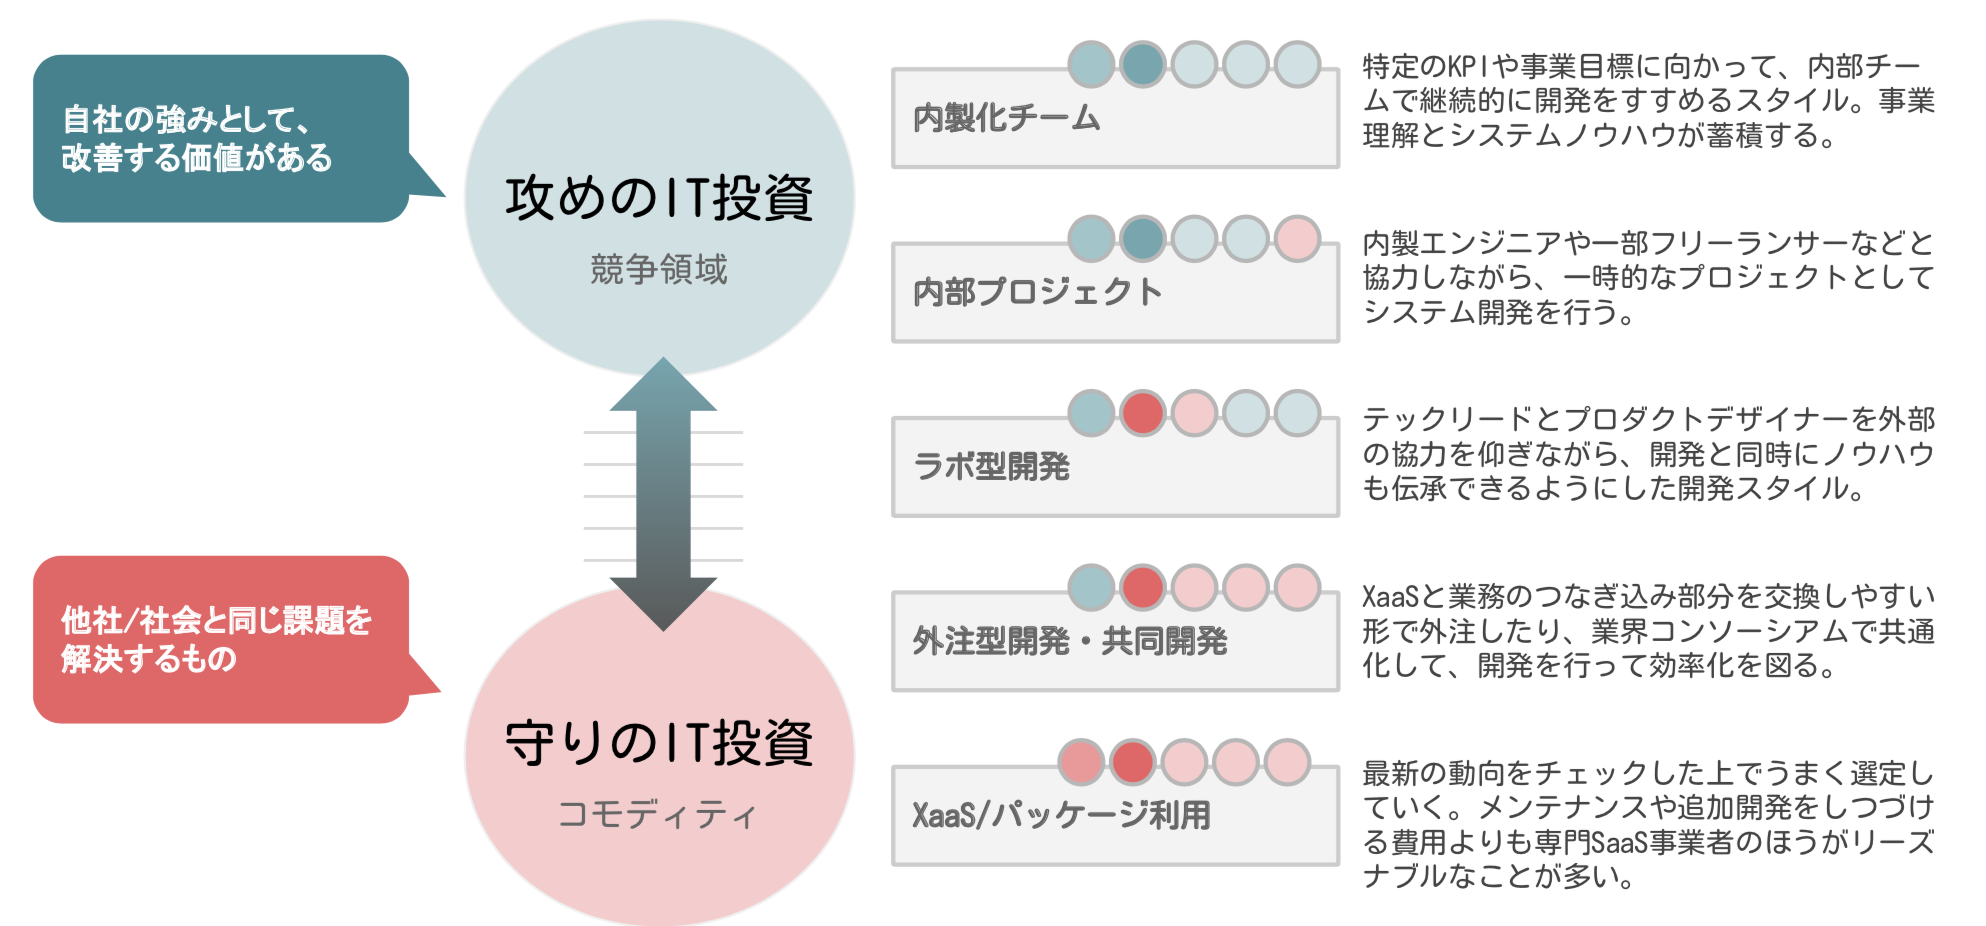 自社の強みとして、
改善する価値がある
攻めのIT投資
競争領域
他社/社会と同じ課題を
解決するもの
守りのIT投資
コモディティ
内製化チーム
特定のKPIや事業目標に向かって、内部チー
ムで継続的に開発をすすめるスタイル。事業
理解とシステムノウハウが蓄積する。
内部プロジェクト
内製エンジニアや一部フリーランサーなどと
協力しながら、一時的なプロジェクトとして
システム開発を行う。
ラボ型開発
テックリードとプロダクトデザイナーを外部
の協力を仰ぎながら、開発と同時にノウハウ
も伝承できるようにした開発スタイル。
外注型開発・共同開発
XaaSと業務のつなぎ込み部分を交換しやすい
形で外注したり、業界コンソーシアムで共通
化して、開発を行って効率化を図る。
XaaS/パッケージ利用
最新の動向をチェックした上でうまく選定し
ていく。メンテナンスや追加開発をしつづけ
る費用よりも専門SaaS事業者のほうがリーズ
ナブルなことが多い。